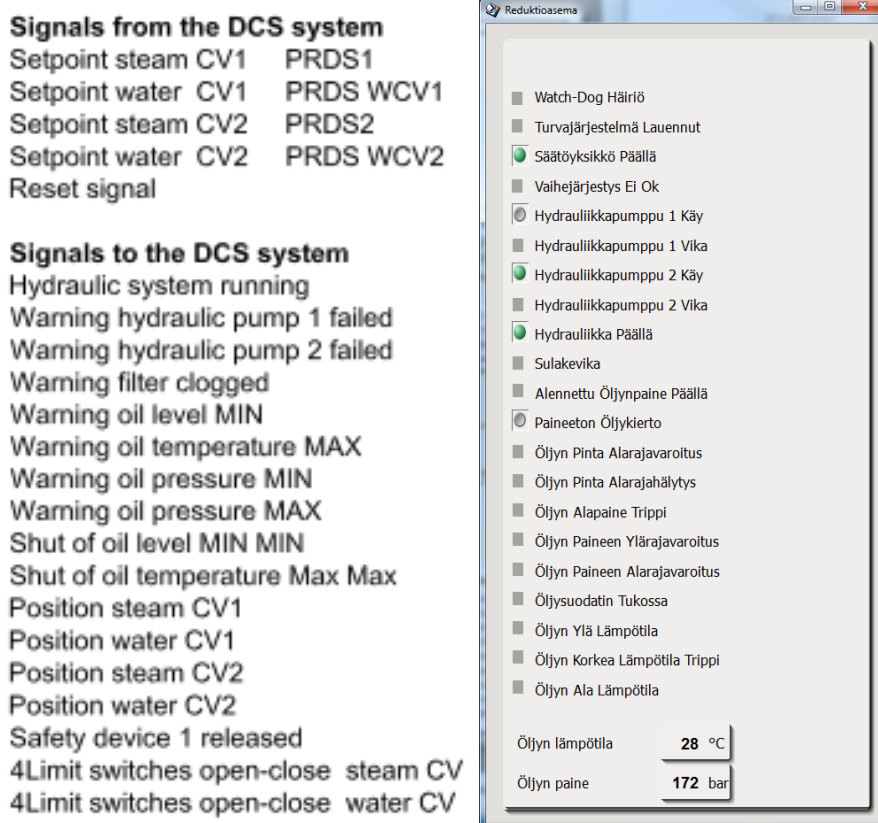 Signals from the DCS system
Setpoint steam CV1 PRDS1
Setpoint water CV1 PRDS WCV1
Setpoint steam CV2 PRDS2
Setpoint water CV2 PRDS WCV2
Reset signal
Signals to the DCS system
Hydraulic system running
Warning hydraulic pump 1 failed
Warning hydraulic pump 2 failed
Warning filter clogged
Warning oil level MIN
Warning oil temperature MAX
Warning oil pressure MIN
Warning oil pressure MAX
Shut of oil level MIN MIN
Shut of oil temperature Max Max
Position steam CV1
Position water CV1
Position steam CV2
Position water CV2
Safety device 1 released
4Limit switches open-close steam CV
4Limit switches open-close water CV
Reduktioasema
Watch-Dog Häiriö
Turvajärjestelmä Lauennut
Säätöyksikkö Päällä
Vaihejärjestys Ei Ok
Hydrauliikkapumppu 1 Käy
Hydrauliikkapumppu 1 Vika
Hydrauliikkapumppu 2 Käy
Hydrauliikkapumppu 2 Vika
Hydrauliikka Päällä
Sulakevika
Alennettu Öljynpaine Päällä
Paineeton Öljykierto
Öljyn Pinta Alarajavaroitus
Öljyn Pinta Alarajahälytys
Öljyn Alapaine Trippi
Öljyn Paineen Ylärajavaroitus
Öljyn Paineen Alarajavaroitus
Öljysuodatin Tukossa
Öljyn Ylä Lämpötila
Öljyn Korkea Lämpötila Trippi
Öljyn Ala Lämpötila
Öljyn lämpötila 28 °C
Öljyn paine 172 bar